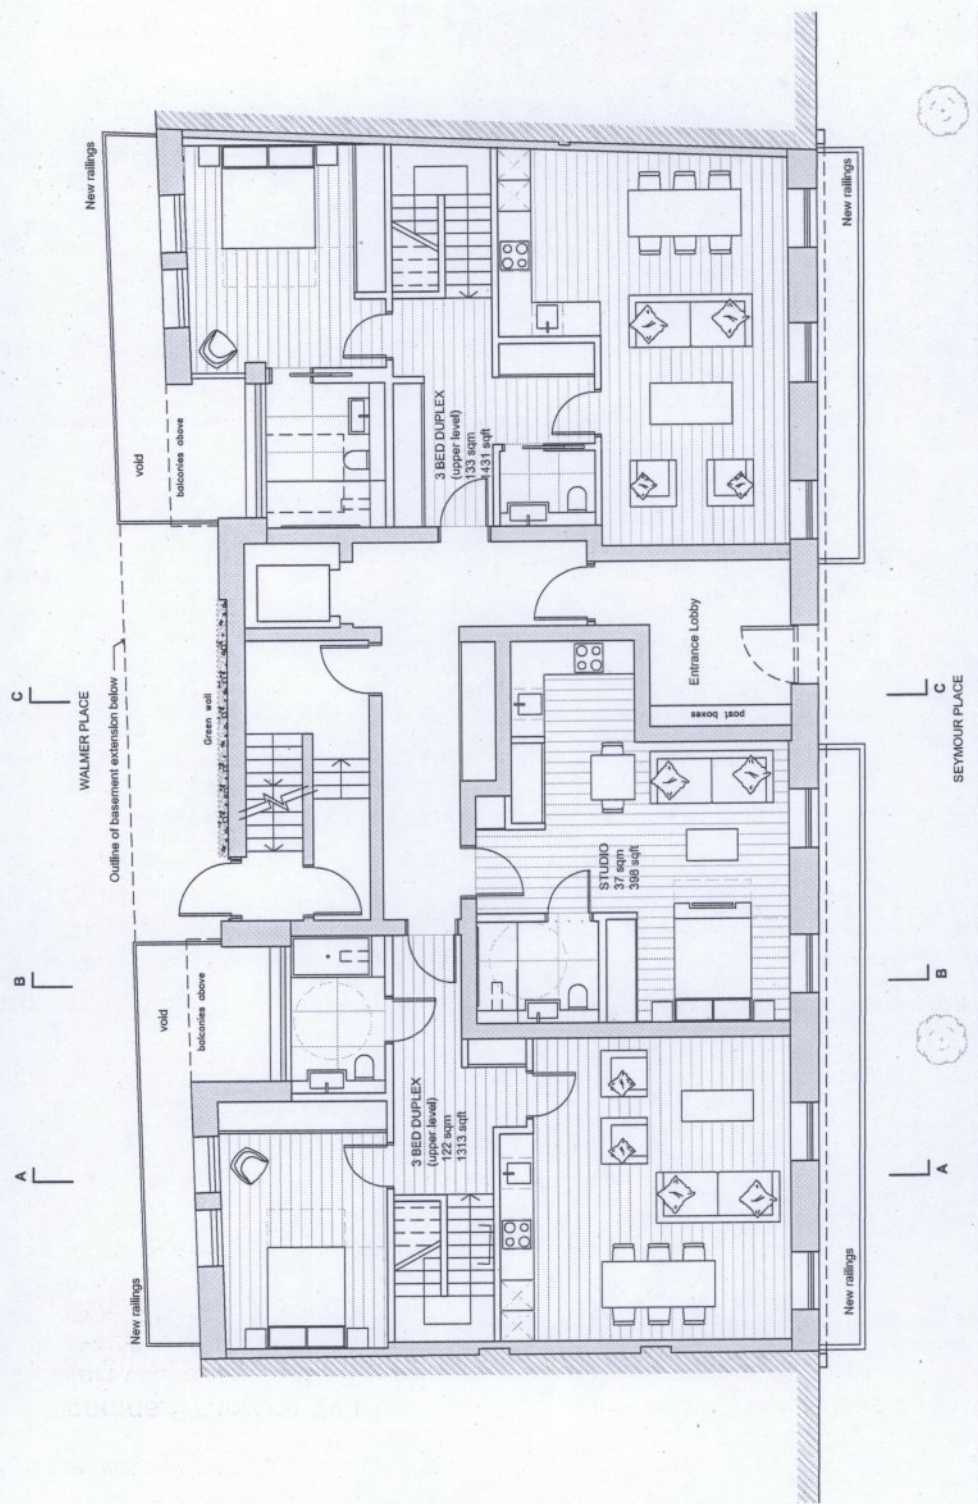 C
B
A
WALMER PLACE
Outline of basement extension below
New railings
void
balconies above
Green wall
void
balconies above
New railings
3 BED DUPLEX
(upper level)
122 sqm
1313 sqft
STUDIO
37 sqm
398 sqft
3 BED DUPLEX
(upper level)
133 sqm
1431 sqft
Entrance Lobby
post boxes
New railings
New railings
A
B
C
SEYMOUR PLACE